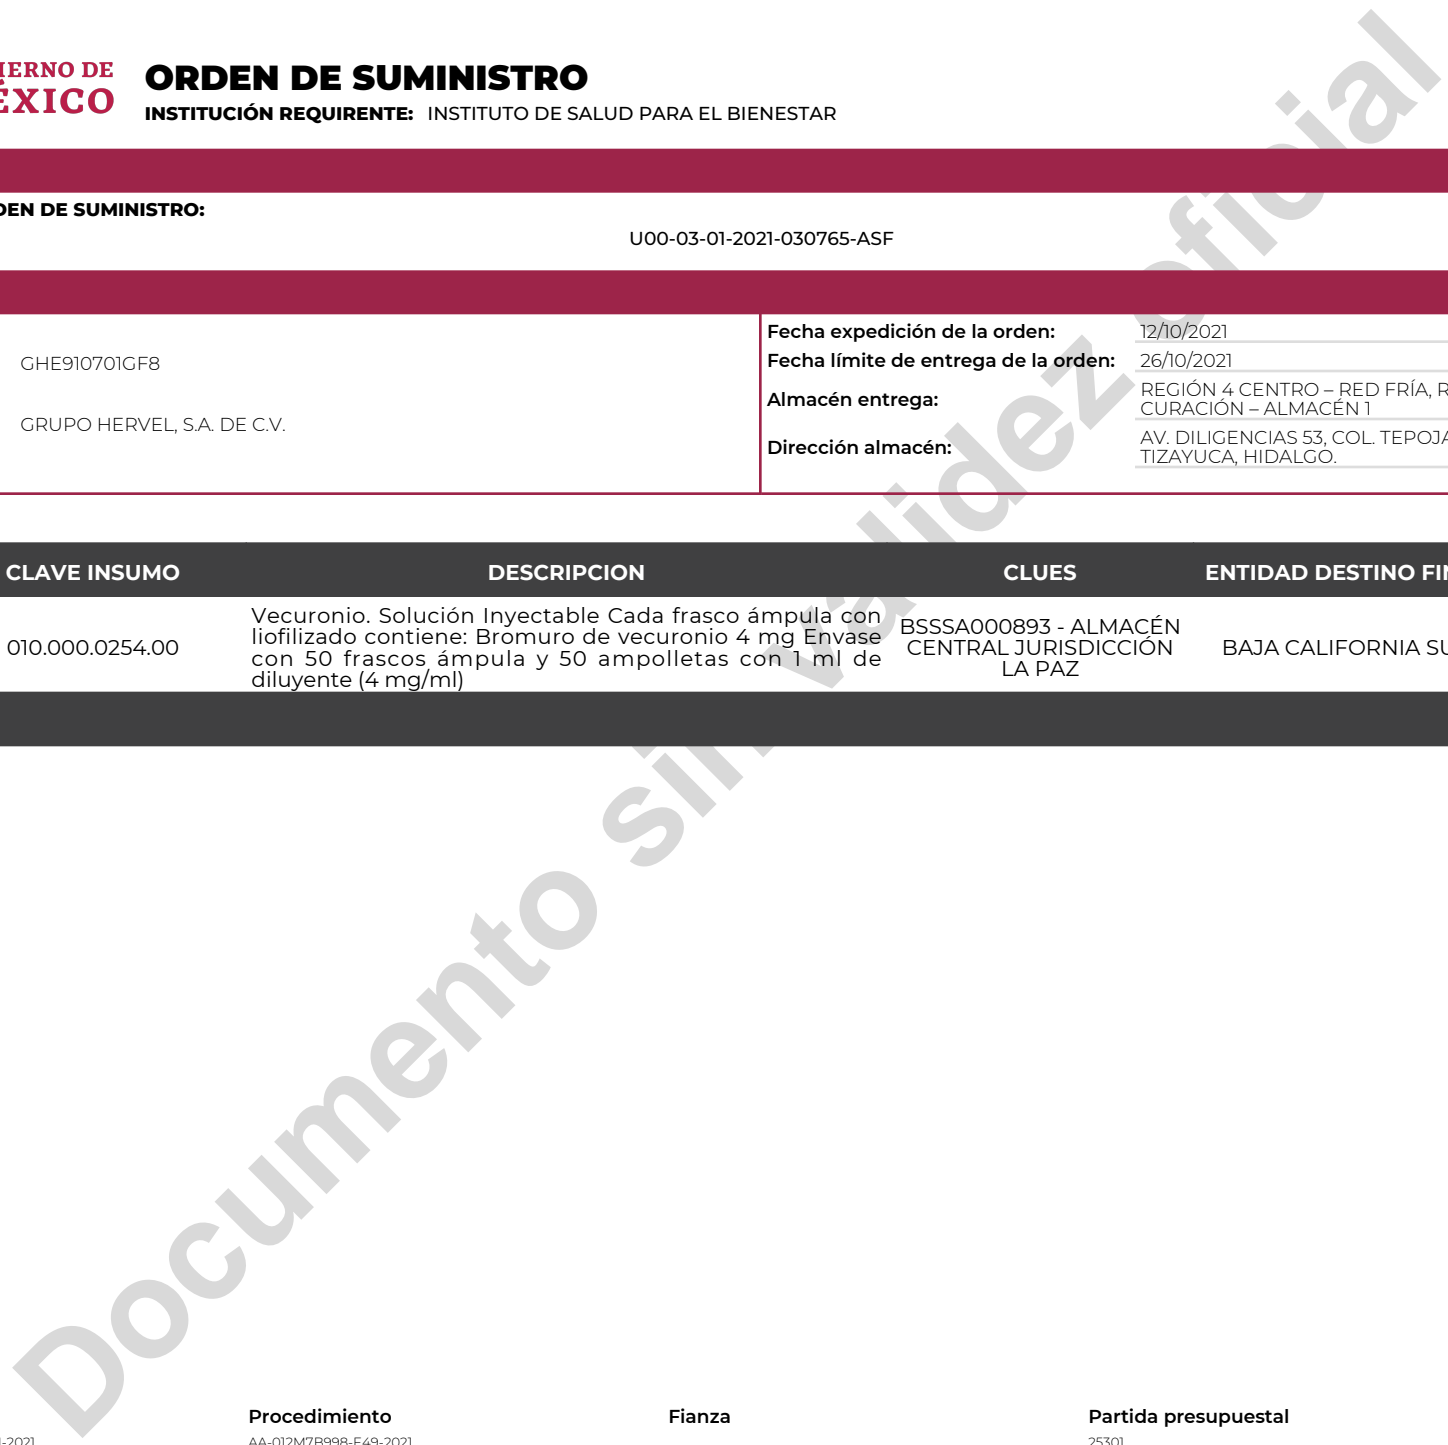 IERNO DE
ÉXICO
ORDEN DE SUMINISTRO
INSTITUCIÓN REQUIRENTE: INSTITUTO DE SALUD PARA EL BIENESTAR
DEN DE SUMINISTRO:
U00-03-01-2021-030765-ASF
GHE910701GF8
GRUPO HERVEL, S.A. DE C.V.
Fecha expedición de la orden: 12/10/2021
Fecha límite de entrega de la orden: 26/10/2021
Almacén entrega: REGIÓN 4 CENTRO – RED FRÍA, R
CURACIÓN – ALMACÉN 1
Dirección almacén: AV. DILIGENCIAS 53, COL. TEPOJA
TIZAYUCA, HIDALGO.
CLAVE INSUMO DESCRIPCION CLUES ENTIDAD DESTINO FIN
010.000.0254.00
Vecuronio. Solución Inyectable Cada frasco ámpula con
liofilizado contiene: Bromuro de vecuronio 4 mg Envase
con 50 frascos ámpula y 50 ampolletas con 1 ml de
diluyente (4 mg/ml)
BSSSA000893 - ALMACÉN
CENTRAL JURISDICCIÓN
LA PAZ
BAJA CALIFORNIA SU
Documento sin validez oficial
Procedimiento Fianza Partida presupuestal
-2021 AA-012M7B998-E49-2021 25301